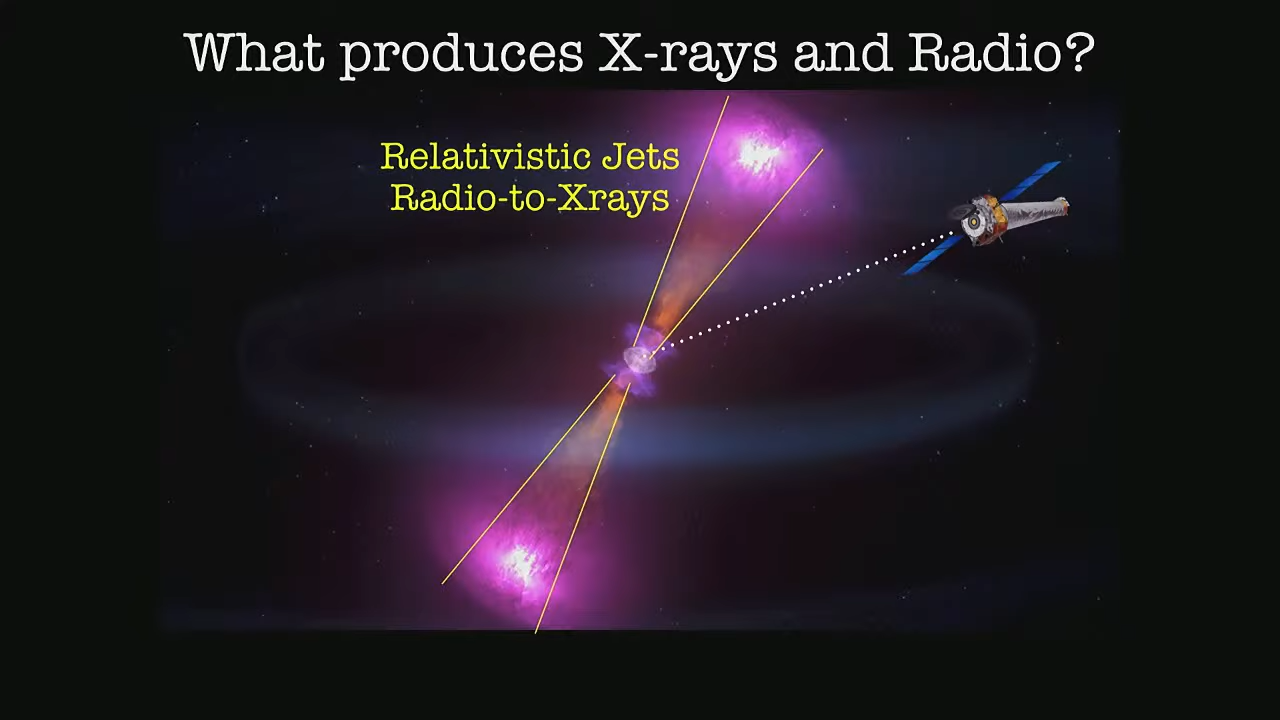 What produces X-rays and Radio?
Relativistic Jets
Radio-to-Xrays